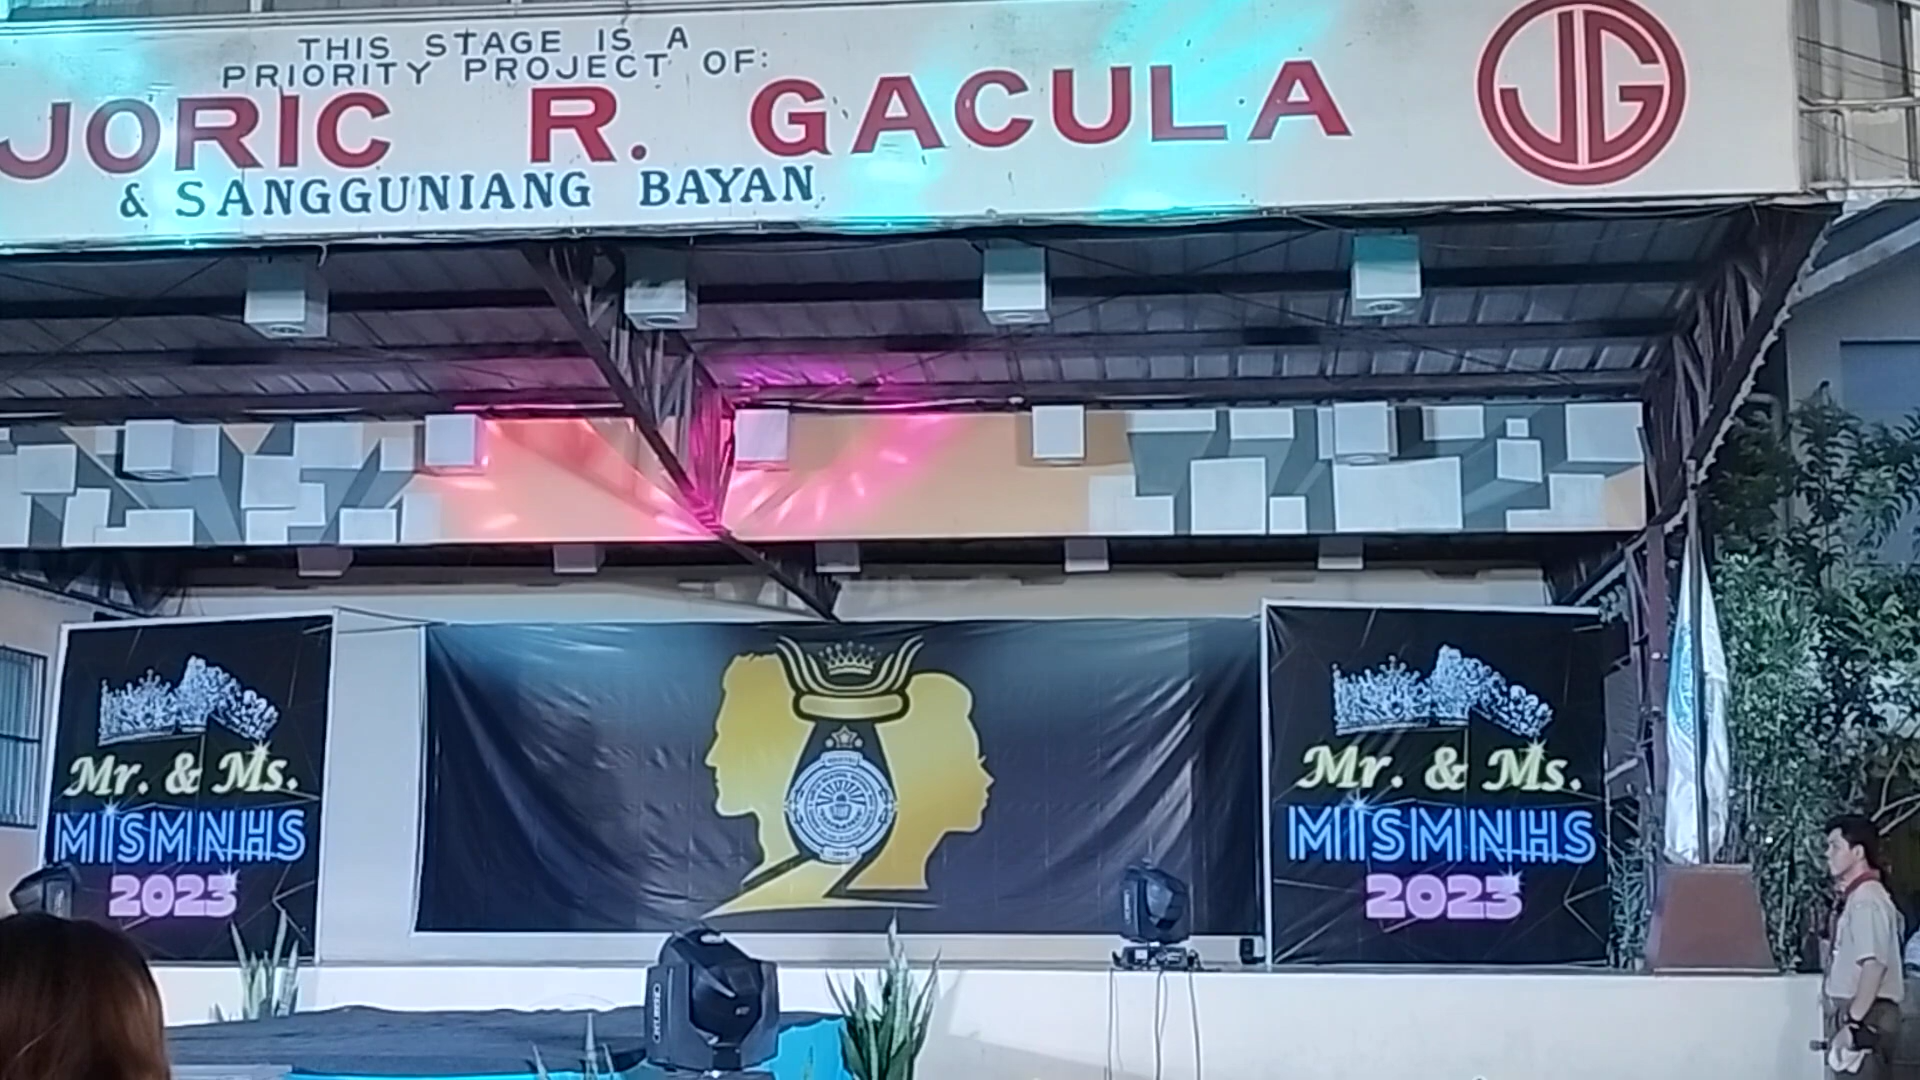 THIS STAGE IS A
PRIORITY PROJECT OF:
JORIC R. GACULA
& SANGGUNIANG BAYAN
JG
Mr. & Ms.
MISMNHS
2023
Mr. & Ms.
MISMNHS
2023